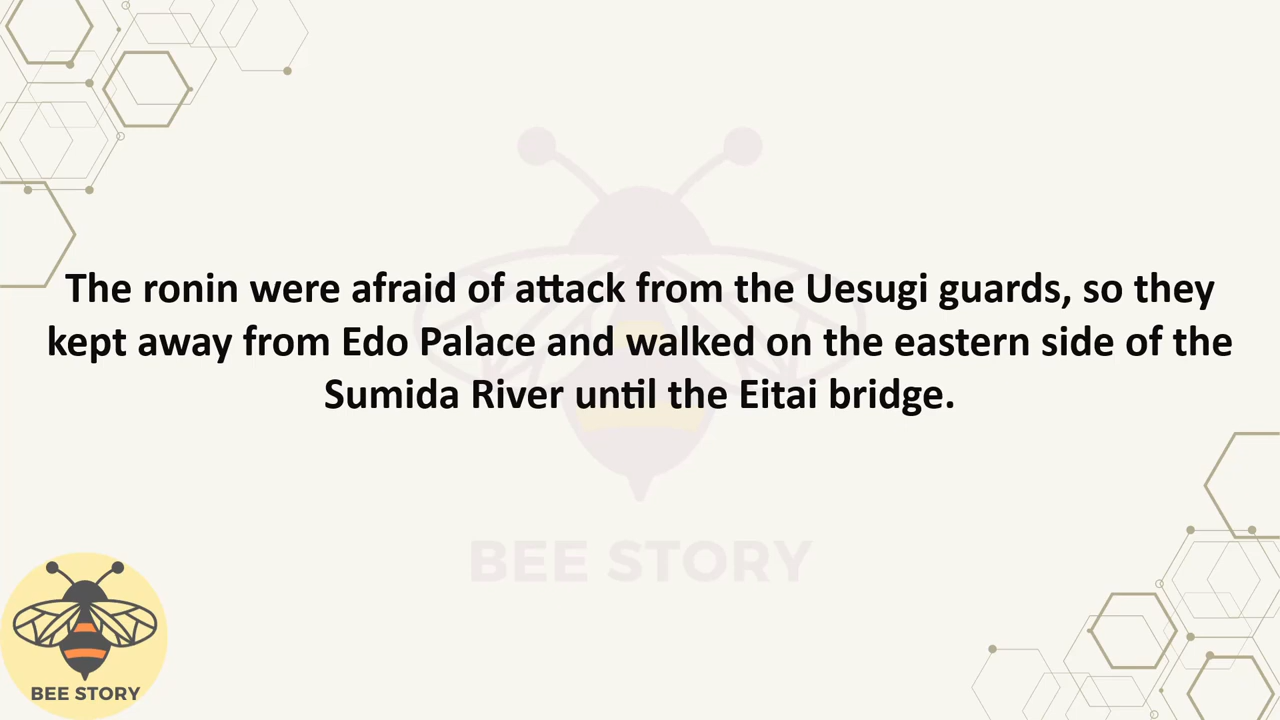 The ronin were afraid of attack from the Uesugi guards, so they
kept away from Edo Palace and walked on the eastern side of the
Sumida River until the Eitai bridge.
BEE STORY
BEE STORY